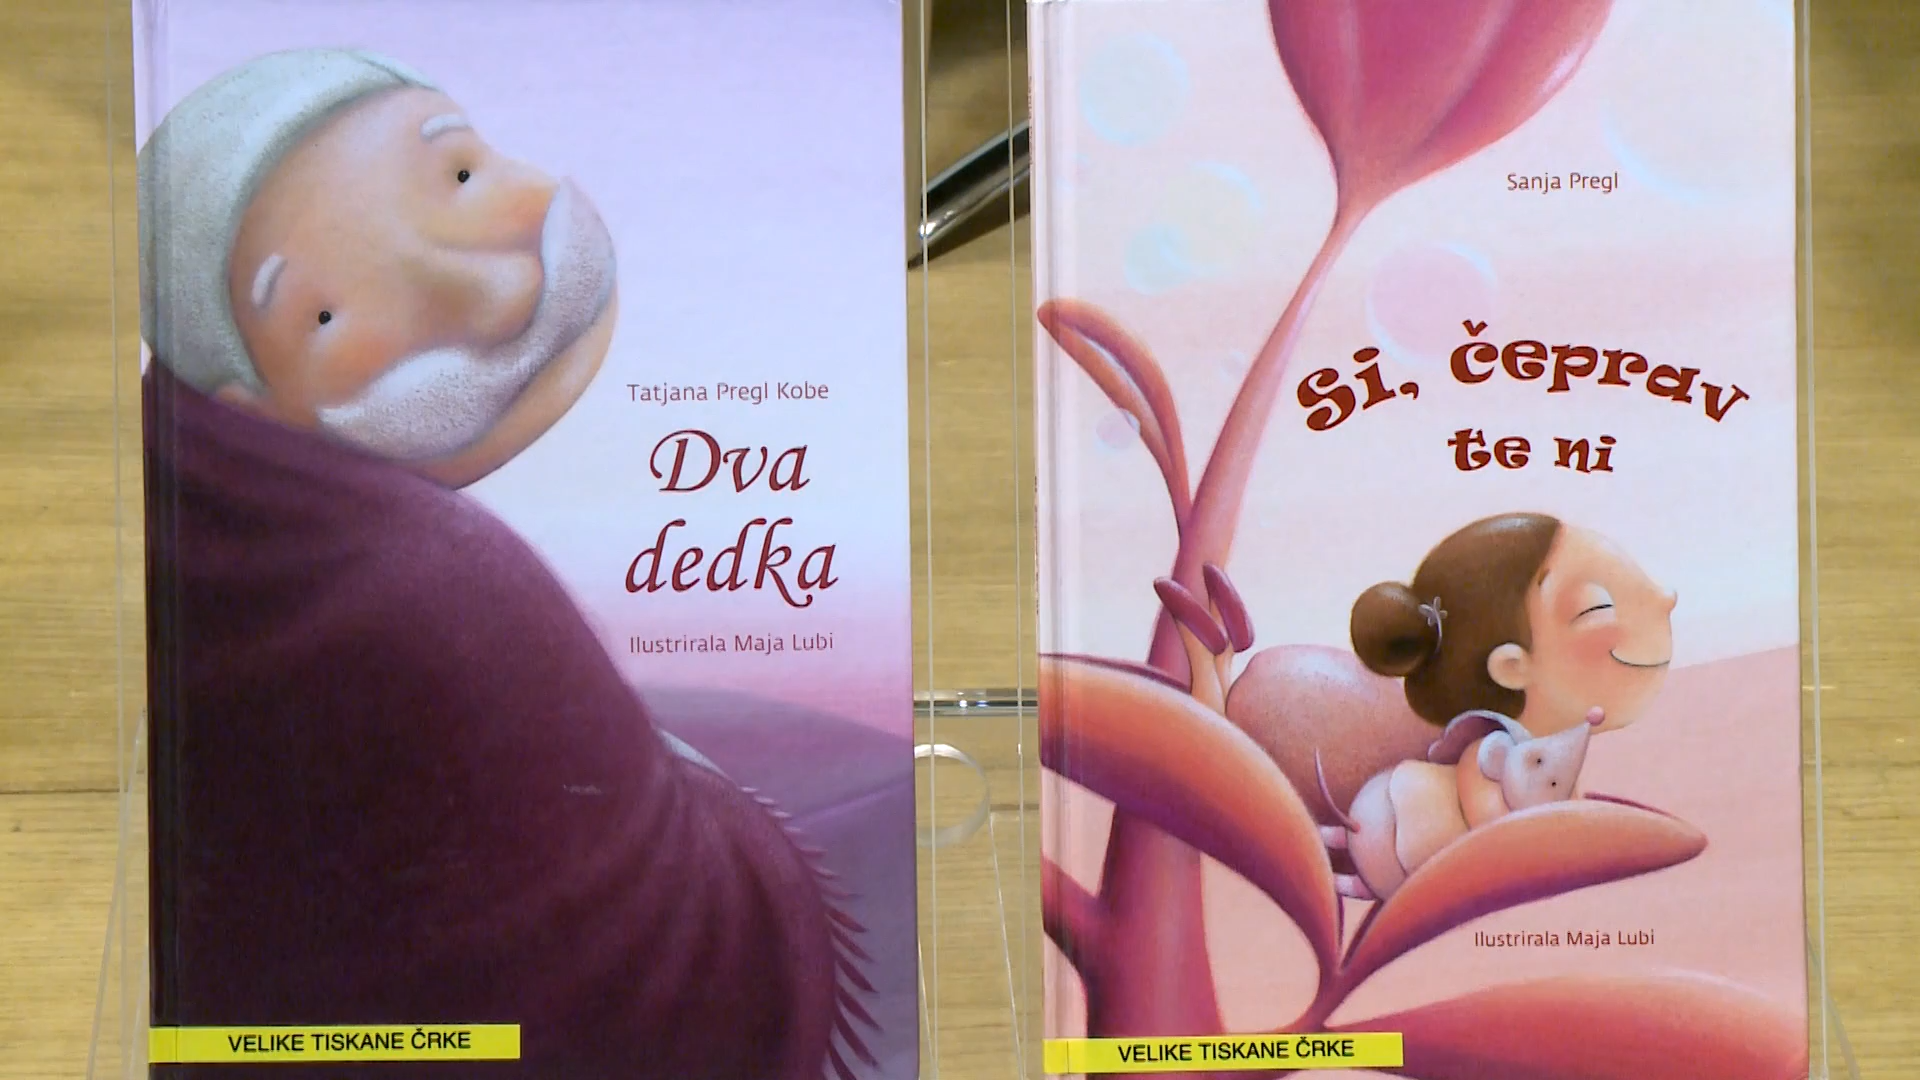 Tatjana Pregl Kobe
Dva
dedka
Ilustrirala Maja Lubi
VELIKE TISKANE ČRKE
Sanja Pregl
Si, čeprav
te ni
Ilustrirala Maja Lubi
VELIKE TISKANE ČRKE